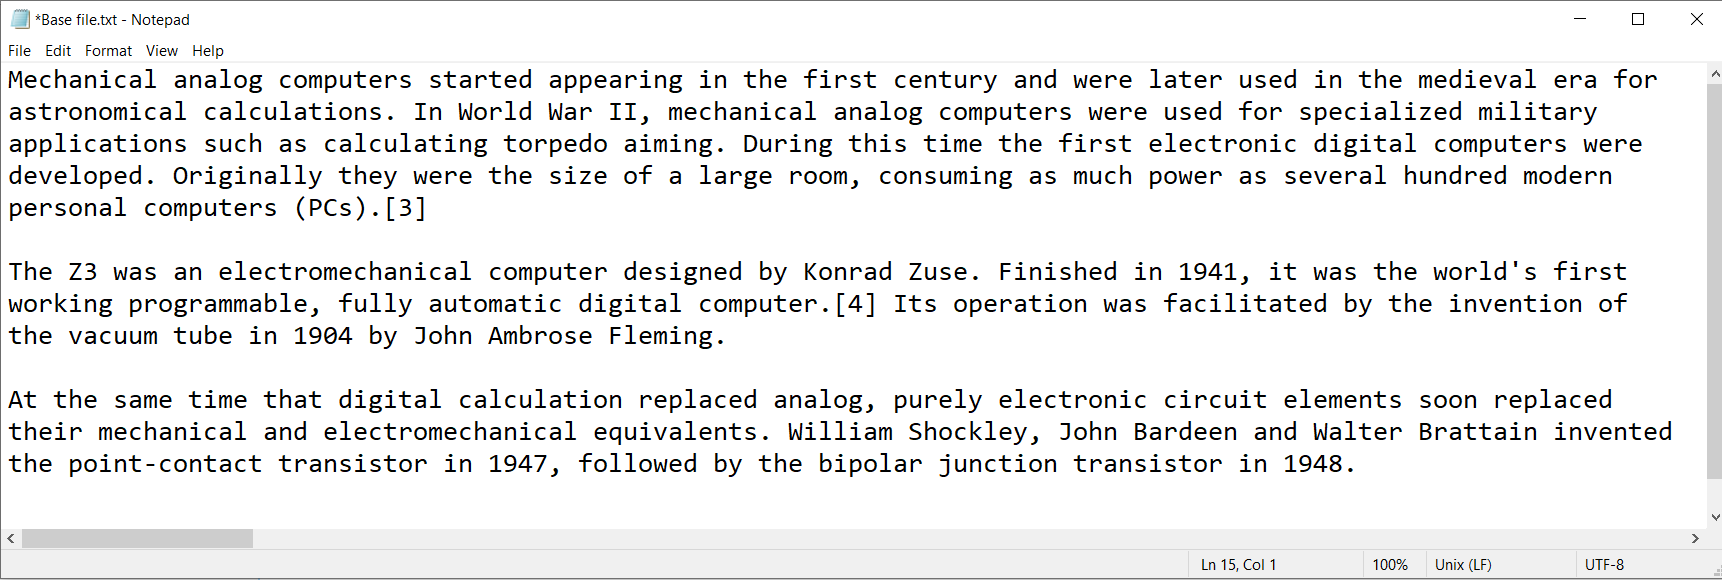 *Base file.txt - Notepad
File Edit Format View Help
Mechanical analog computers started appearing in the first century and were later used in the medieval era for
astronomical calculations. In World War II, mechanical analog computers were used for specialized military
applications such as calculating torpedo aiming. During this time the first electronic digital computers were
developed. Originally they were the size of a large room, consuming as much power as several hundred modern
personal computers (PCs).[3]
The Z3 was an electromechanical computer designed by Konrad Zuse. Finished in 1941, it was the world's first
working programmable, fully automatic digital computer.[4] Its operation was facilitated by the invention of
the vacuum tube in 1904 by John Ambrose Fleming.
At the same time that digital calculation replaced analog, purely electronic circuit elements soon replaced
their mechanical and electromechanical equivalents. William Shockley, John Bardeen and Walter Brattain invented
the point-contact transistor in 1947, followed by the bipolar junction transistor in 1948.
Ln 15, Col 1 100% Unix (LF) UTF-8